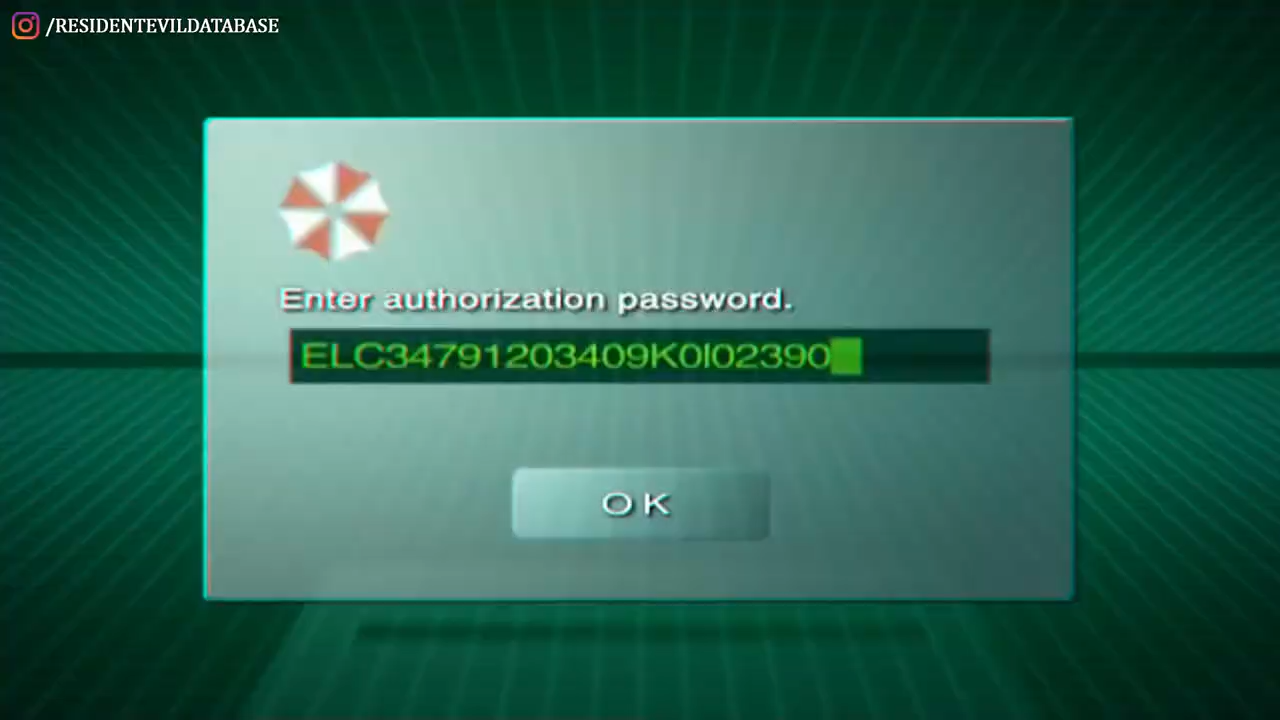 /RESIDENTEVILDATABASE
Enter authorization password.
ELC34791203409K0I02390
OK